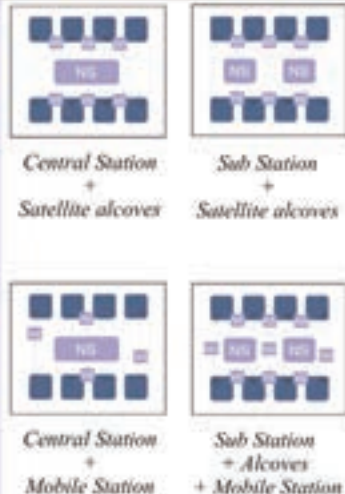 NS
NS NS
Central Station
+
Satellite alcoves
Sub Station
+
Satellite alcoves
NS
NS NS
Central Station
+
Mobile Station
Sub Station
+ Alcoves
+ Mobile Station